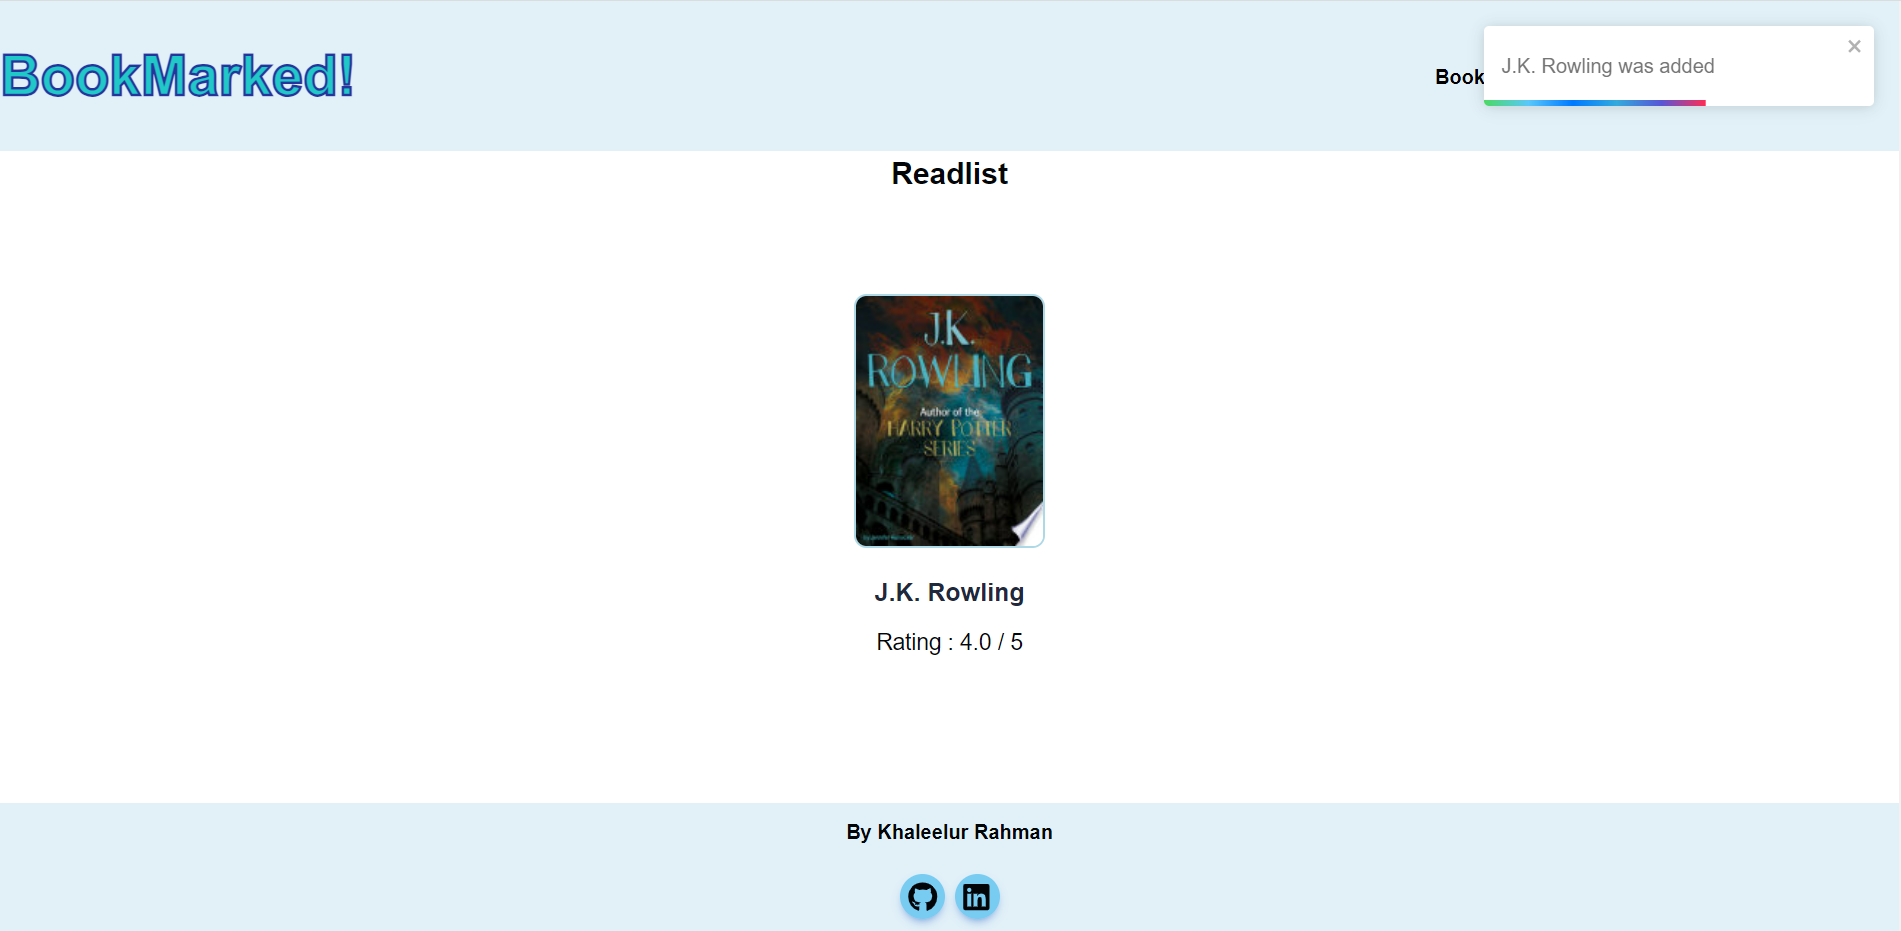 BookMarked!
Book
J.K. Rowling was added
Readlist
J.K.
ROWLING
Author of the
HARRY POTTER
SERIES
J.K. Rowling
Rating : 4.0 / 5
By Khaleelur Rahman
in